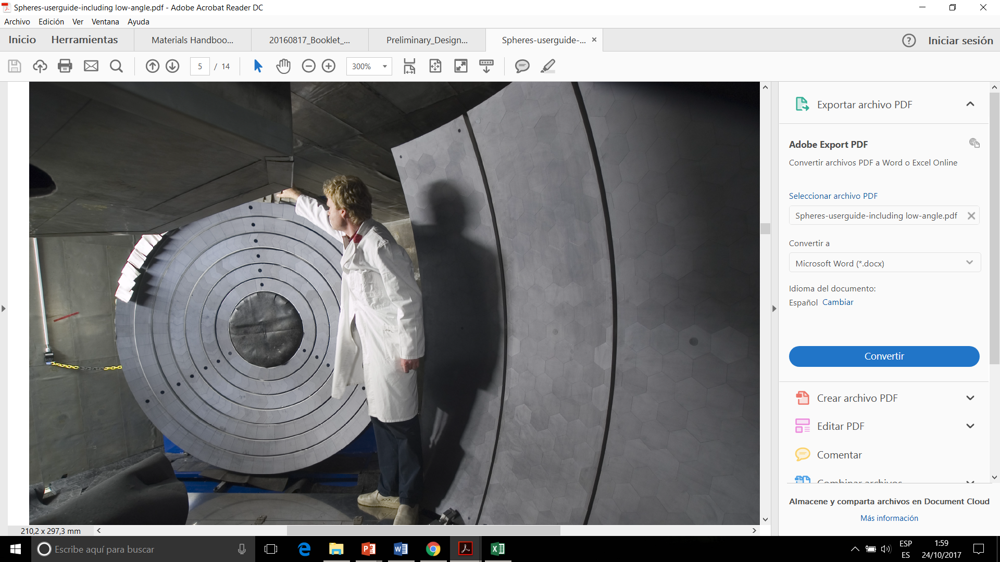 Spheres-userguide-including low-angle.pdf - Adobe Acrobat Reader DC
Archivo Edición Ver Ventana Ayuda
Inicio Herramientas Materials Handboo... 20160817_Booklet_... Preliminary_Design... Spheres-userguide-... Iniciar sesión
5 / 14 300%
Exportar archivo PDF
Adobe Export PDF
Convertir archivos PDF a Word o Excel Online
Seleccionar archivo PDF
Spheres-userguide-including low-angle.pdf
Convertir a
Microsoft Word (*.docx)
Idioma del documento:
Español Cambiar
Convertir
Crear archivo PDF
Editar PDF
Comentar
Combinar archivos
Almacene y comparta archivos en Document Cloud
Más información
210,2 x 297,3 mm
Escribe aquí para buscar
ESP
ES
1:59
24/10/2017